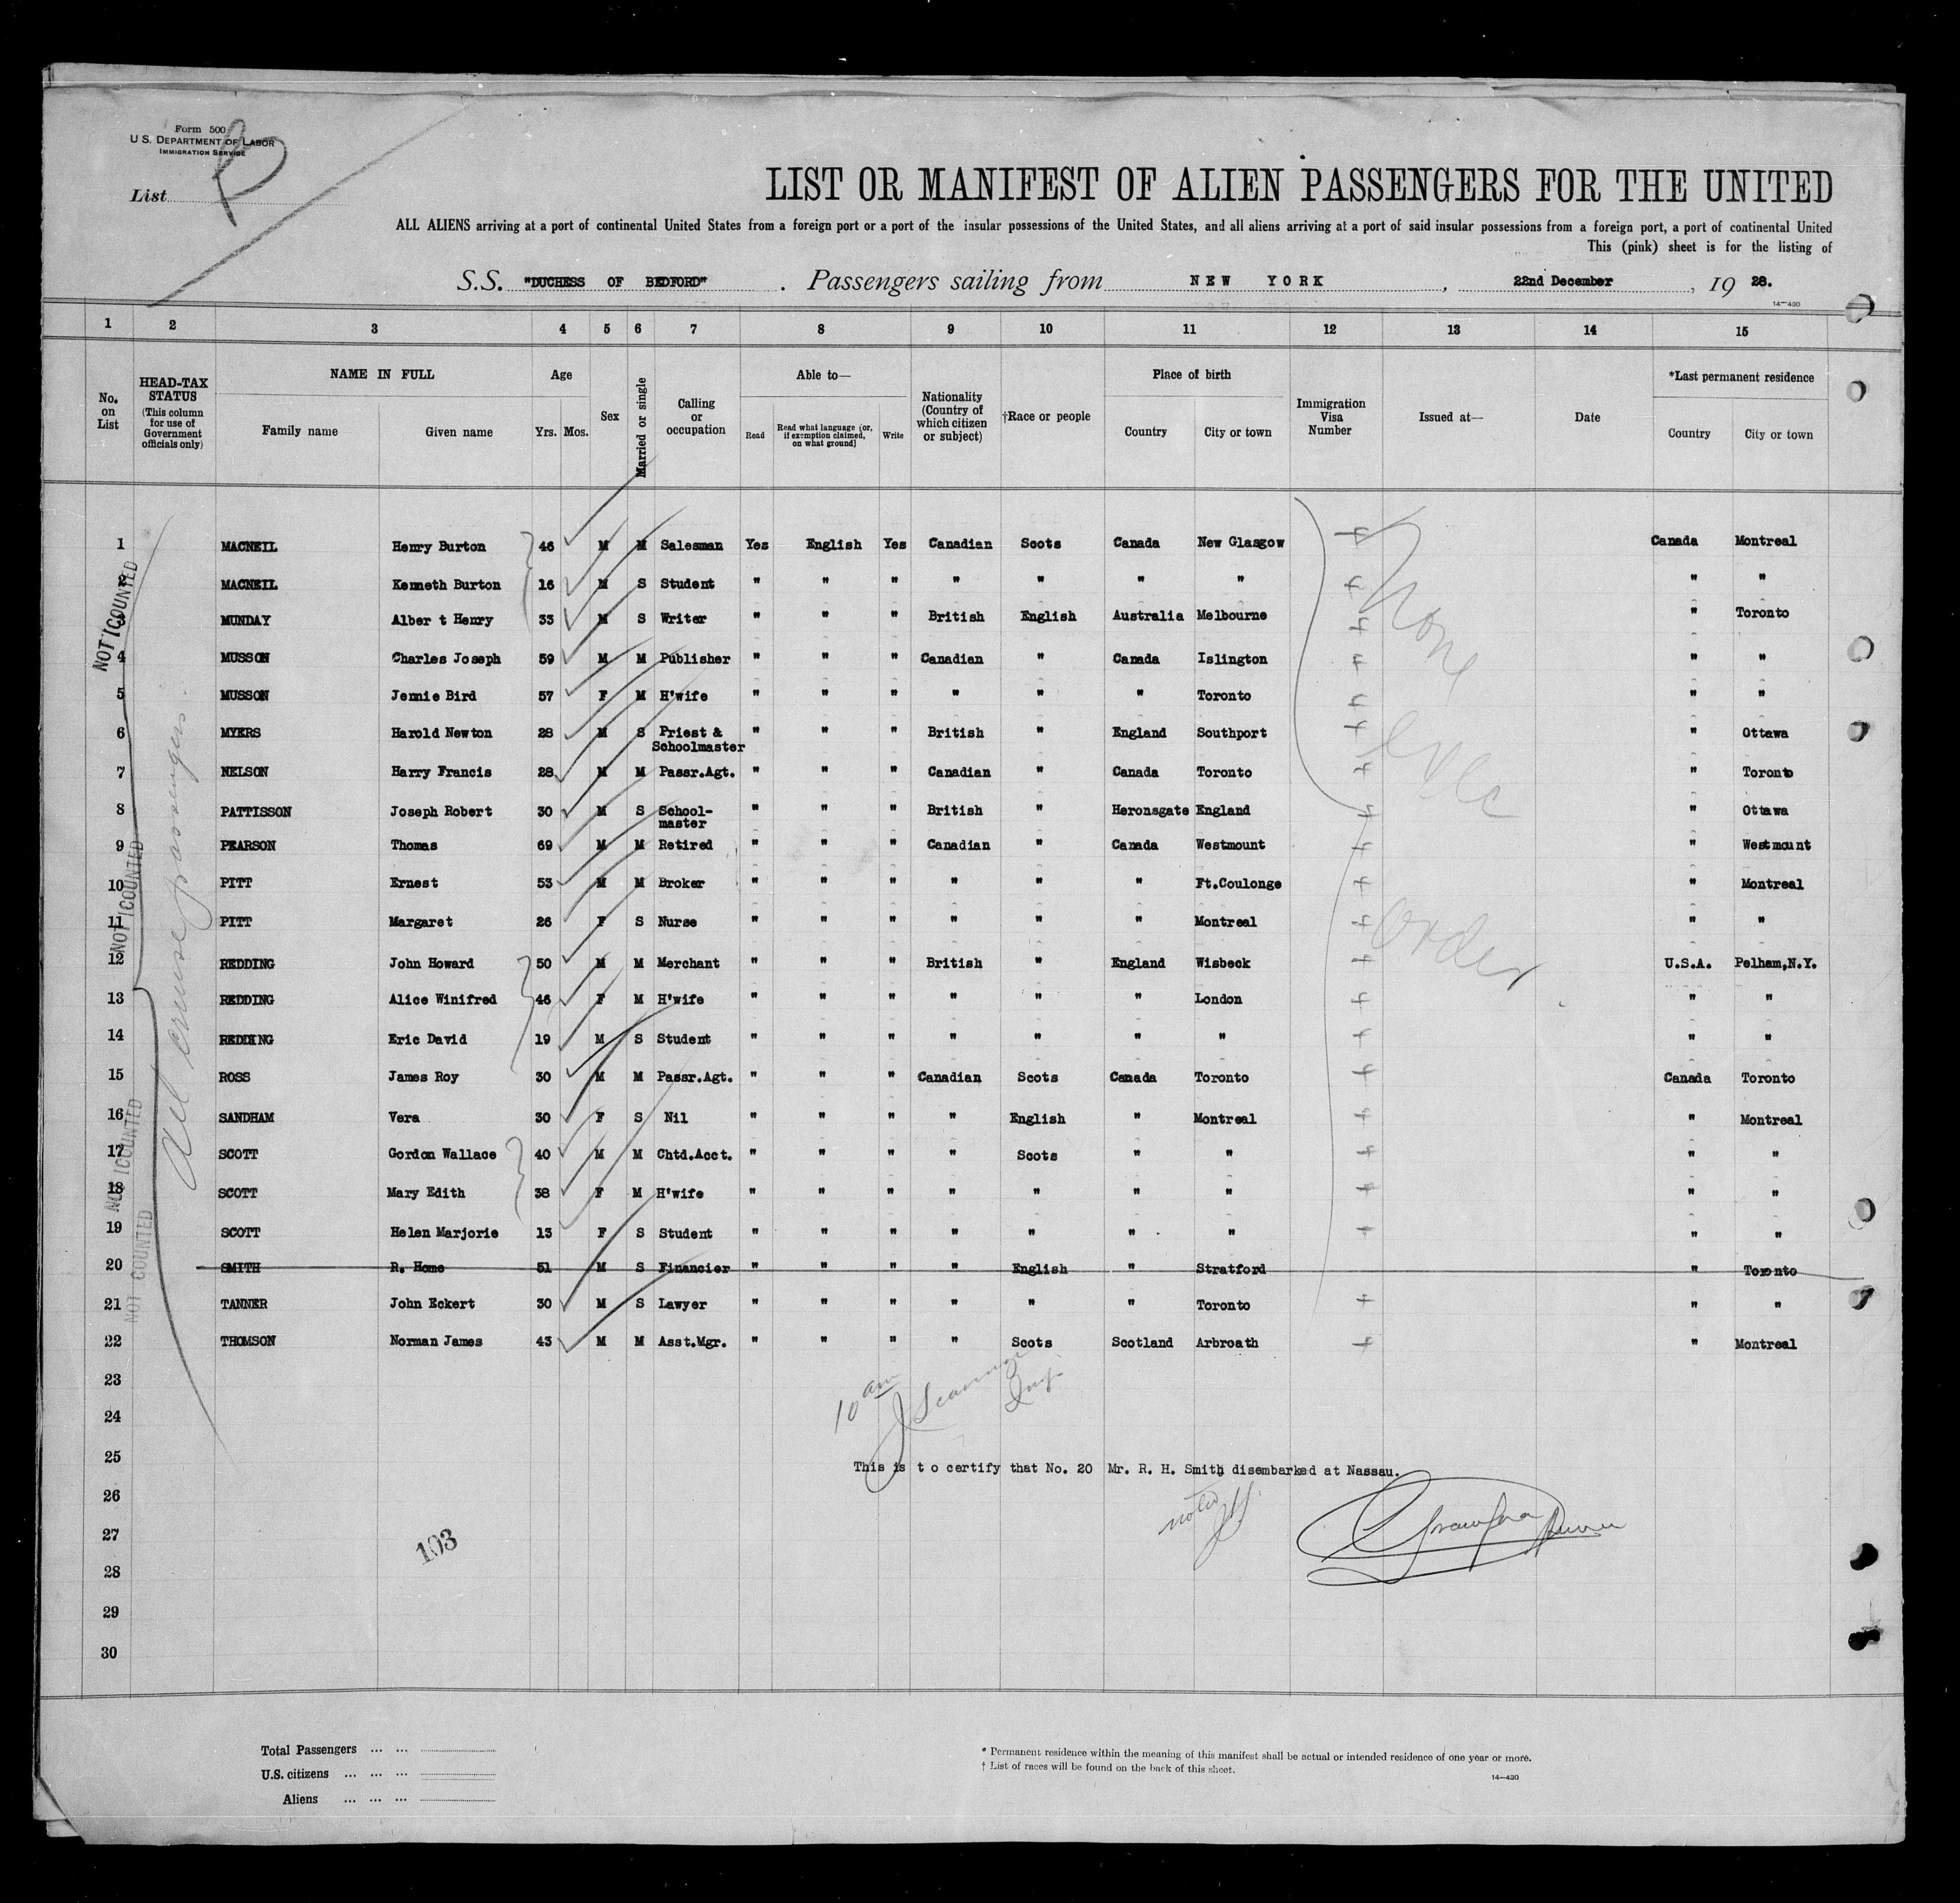 Form 500
U.S. DEPARTMENT OF LABOR
IMMIGRATION SERVICE
List
LIST OR MANIFEST OF ALIEN PASSENGERS FOR THE UNITED
ALL ALIENS arriving at a port of continental United States from a foreign port or a port of the insular possessions of the United States, and all aliens arriving at a port of said insular possessions from a foreign port, a port of continental United
This (pink) sheet is for the listing of
S.S. "DUCHESS OF BEDFORD". Passengers sailing from NEW YORK, 22nd December, 19 28.
14—430
1 2 3 4 5 6 7 8 9 10 11 12 13 14 15
No. on List
HEAD-TAX STATUS (This column for use of Government officials only)
NAME IN FULL
Family name Given name
Age
Yrs. Mos.
Sex
Married or single
Calling or occupation
Able to—
Read Read what language (or, if exemption claimed, on what ground) Write
Nationality (Country of which citizen or subject)
†Race or people
Place of birth
Country City or town
Immigration Visa Number
Issued at—
Date
*Last permanent residence
Country City or town
1 MACNEIL Henry Burton 46 M M Salesman Yes English Yes Canadian Scots Canada New Glasgow Canada Montreal
2 MACNEIL Kenneth Burton 16 M S Student " " " " " " " " "
3 MUNDAY Alber t Henry 33 M S Writer " " " British English Australia Melbourne " Toronto
4 MUSSON Charles Joseph 59 M M Publisher " " " Canadian " Canada Islington " "
5 MUSSON Jennie Bird 57 F M H'wife " " " " " " Toronto " "
6 MYERS Harold Newton 28 M S Priest & Schoolmaster " " " British " England Southport " Ottawa
7 NELSON Harry Francis 28 M M Passr.Agt. " " " Canadian " Canada Toronto " Toronto
8 PATTISSON Joseph Robert 30 M S School-master " " " British " Heronsgate England " Ottawa
9 PEARSON Thomas 69 M M Retired " " " Canadian " Canada Westmount " Westmount
10 PITT Ernest 53 M M Broker " " " " " " Ft.Coulonge " Montreal
11 PITT Margaret 26 F S Nurse " " " " " " Montreal " "
12 REDDING John Howard 50 M M Merchant " " " British " England Wisbeck U.S.A. Pelham,N.Y.
13 REDDING Alice Winifred 46 F M H'wife " " " " " " London " "
14 REDDING Eric David 19 M S Student " " " " " " " " "
15 ROSS James Roy 30 M M Passr.Agt. " " " Canadian Scots Canada Toronto Canada Toronto
16 SANDHAM Vera 30 F S Nil " " " " English " Montreal " Montreal
17 SCOTT Gordon Wallace 40 M M Chtd.Acct. " " " " Scots " " " "
18 SCOTT Mary Edith 38 F M H'wife " " " " " " " " "
19 SCOTT Helen Marjorie 13 F S Student " " " " " " " " "
20 SMITH R. Home 51 M S Financier " " " " English " Stratford " Toronto
21 TANNER John Eckert 30 M S Lawyer " " " " " " Toronto " "
22 THOMSON Norman James 43 M M Asst.Mgr. " " " " Scots Scotland Arbroath " Montreal
23
24
25
26
27
28
29
30
NOT COUNTED
NOT COUNTED
NOT COUNTED
NOT COUNTED
All cruise passengers.
None
Exec
Order
10 am
Insp.
This is t o certify that No. 20 Mr. R. H. Smith disembarked at Nassau.
noted
103
Total Passengers ... ...
U.S. citizens ... ... ...
Aliens ... ... ...
* Permanent residence within the meaning of this manifest shall be actual or intended residence of one year or more.
† List of races will be found on the back of this sheet.
14—430